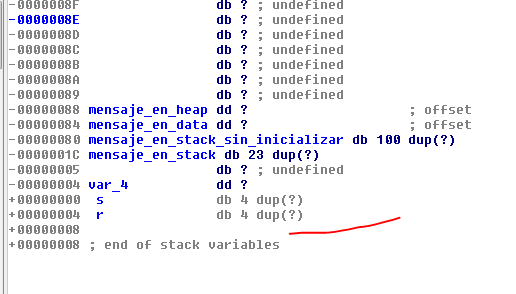 -0000008F db ? ; undefined
-0000008E db ? ; undefined
-0000008D db ? ; undefined
-0000008C db ? ; undefined
-0000008B db ? ; undefined
-0000008A db ? ; undefined
-00000089 db ? ; undefined
-00000088 mensaje_en_heap dd ? ; offset
-00000084 mensaje_en_data dd ? ; offset
-00000080 mensaje_en_stack_sin_inicializar db 100 dup(?)
-0000001C mensaje_en_stack db 23 dup(?)
-00000005 db ? ; undefined
-00000004 var_4 dd ?
+00000000 s db 4 dup(?)
+00000004 r db 4 dup(?)
+00000008
+00000008 ; end of stack variables